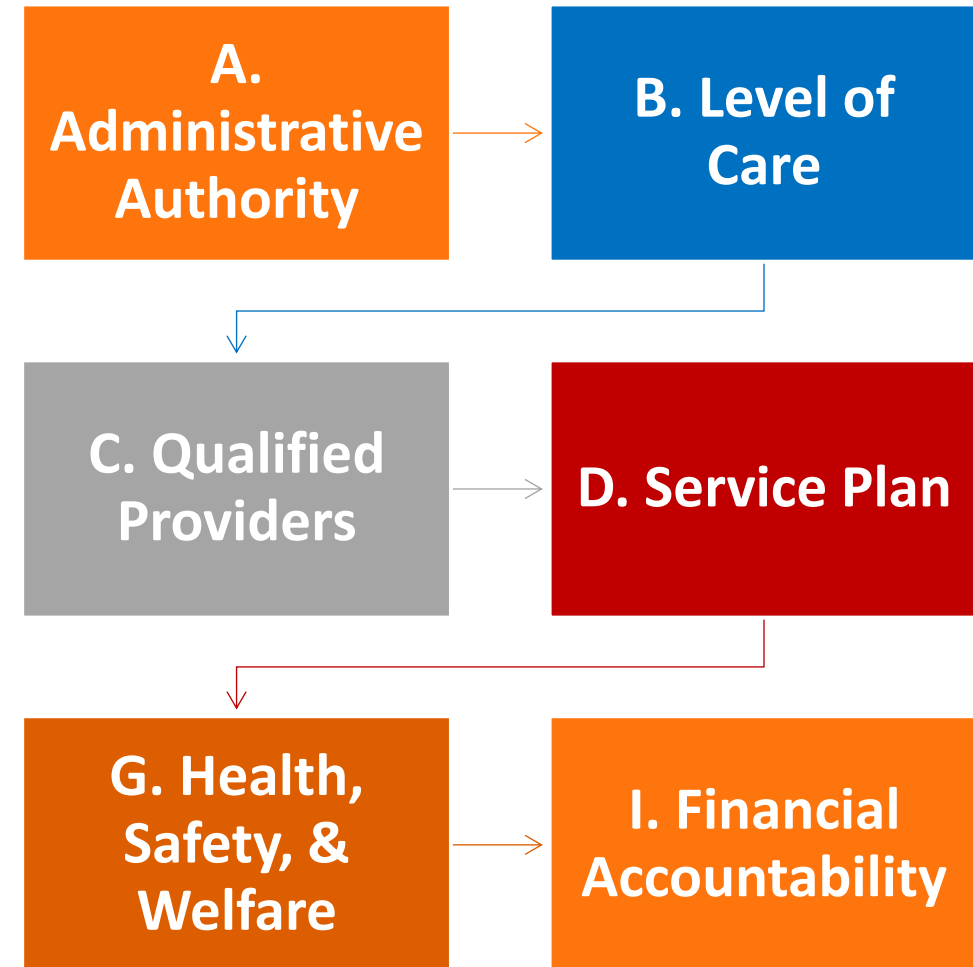 A.
Administrative
Authority
B. Level of
Care
C. Qualified
Providers
D. Service Plan
G. Health,
Safety, &
Welfare
I. Financial
Accountability